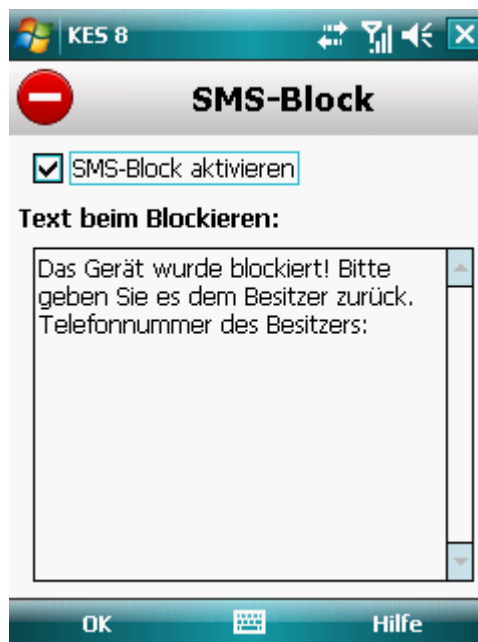 KES 8
SMS-Block
SMS-Block aktivieren
Text beim Blockieren:
Das Gerät wurde blockiert! Bitte
geben Sie es dem Besitzer zurück.
Telefonnummer des Besitzers:
OK
Hilfe